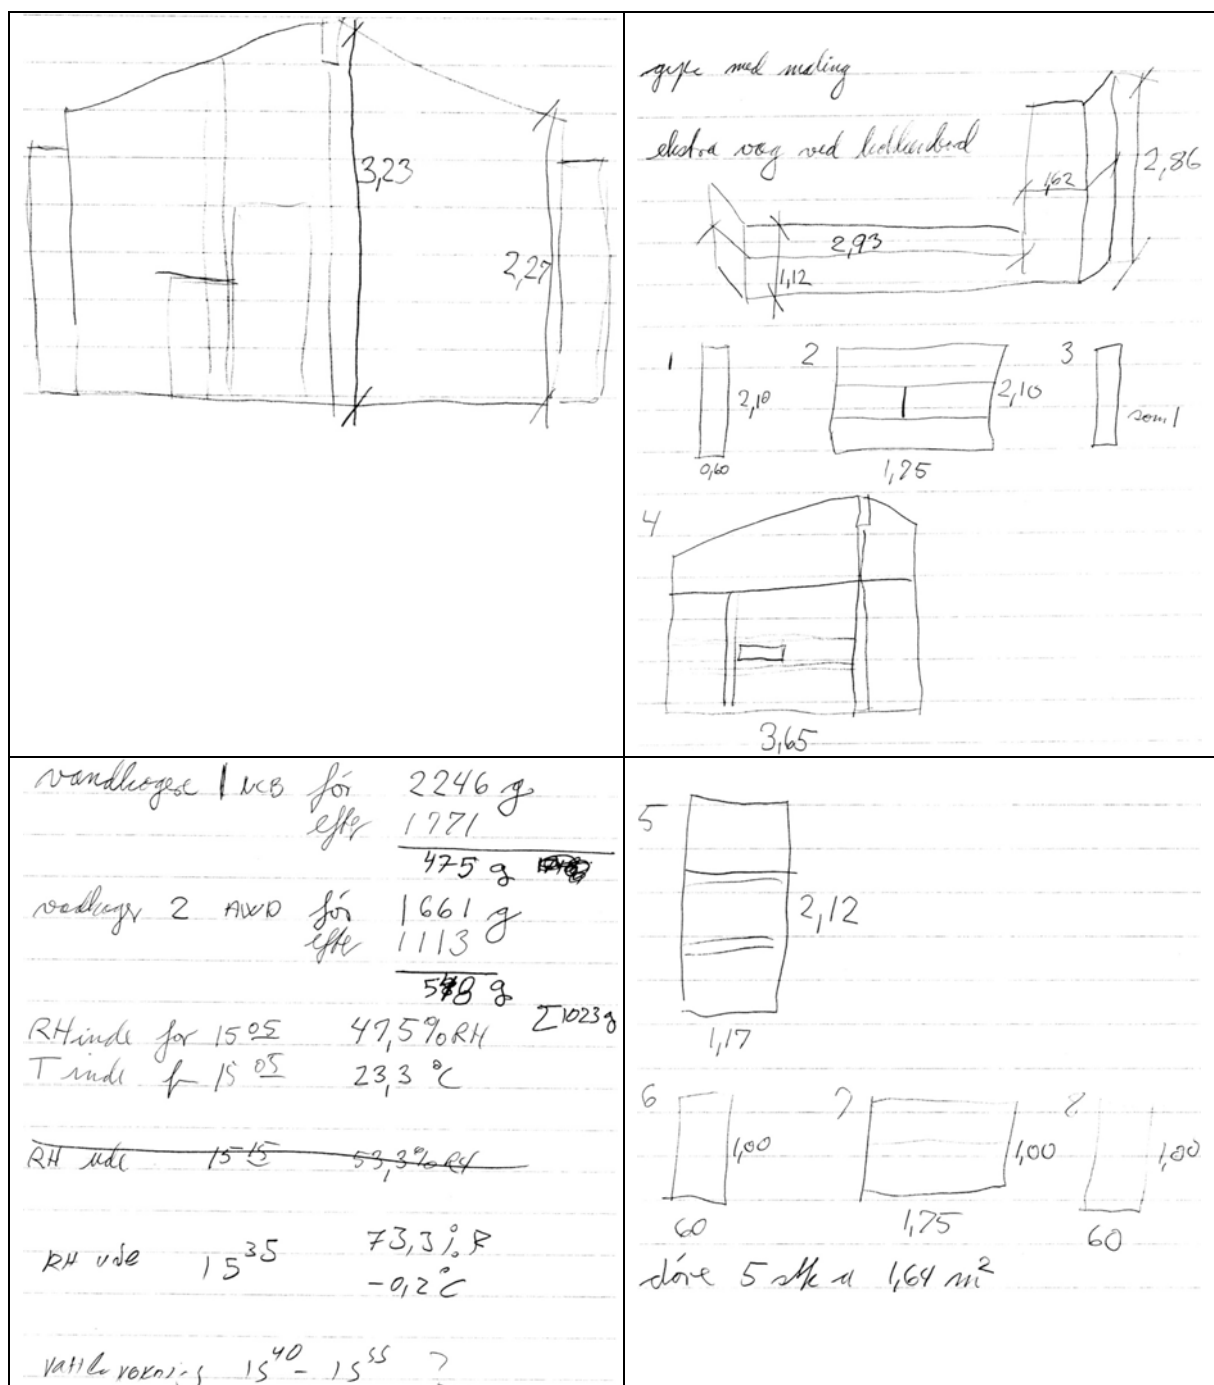 3,23
2,27
gips med maling
ekstra væg ved køkkenbord
1,62
2,86
2,93
1,12
1
2
3
2,10
2,10
som 1
0,60
1,75
4
3,65
vandkoger 1 NCB før 2246 g
efter 1771
475 g
vandkoger 2 AWD før 1661 g
efter 1113
548 g
Σ 1023 g
RH inde før 15 05 47,5 % RH
T inde f 15 05 23,3 °C
RH ude 15 15 53,3 % RH
RH ude 15 35 73,3 % R
-0,2 °C
15 40 - 15 55 ?
5
2,12
1,17
6
7
8
1,00
1,00
1,00
60
1,75
60
døre 5 stk a 1,64 m²